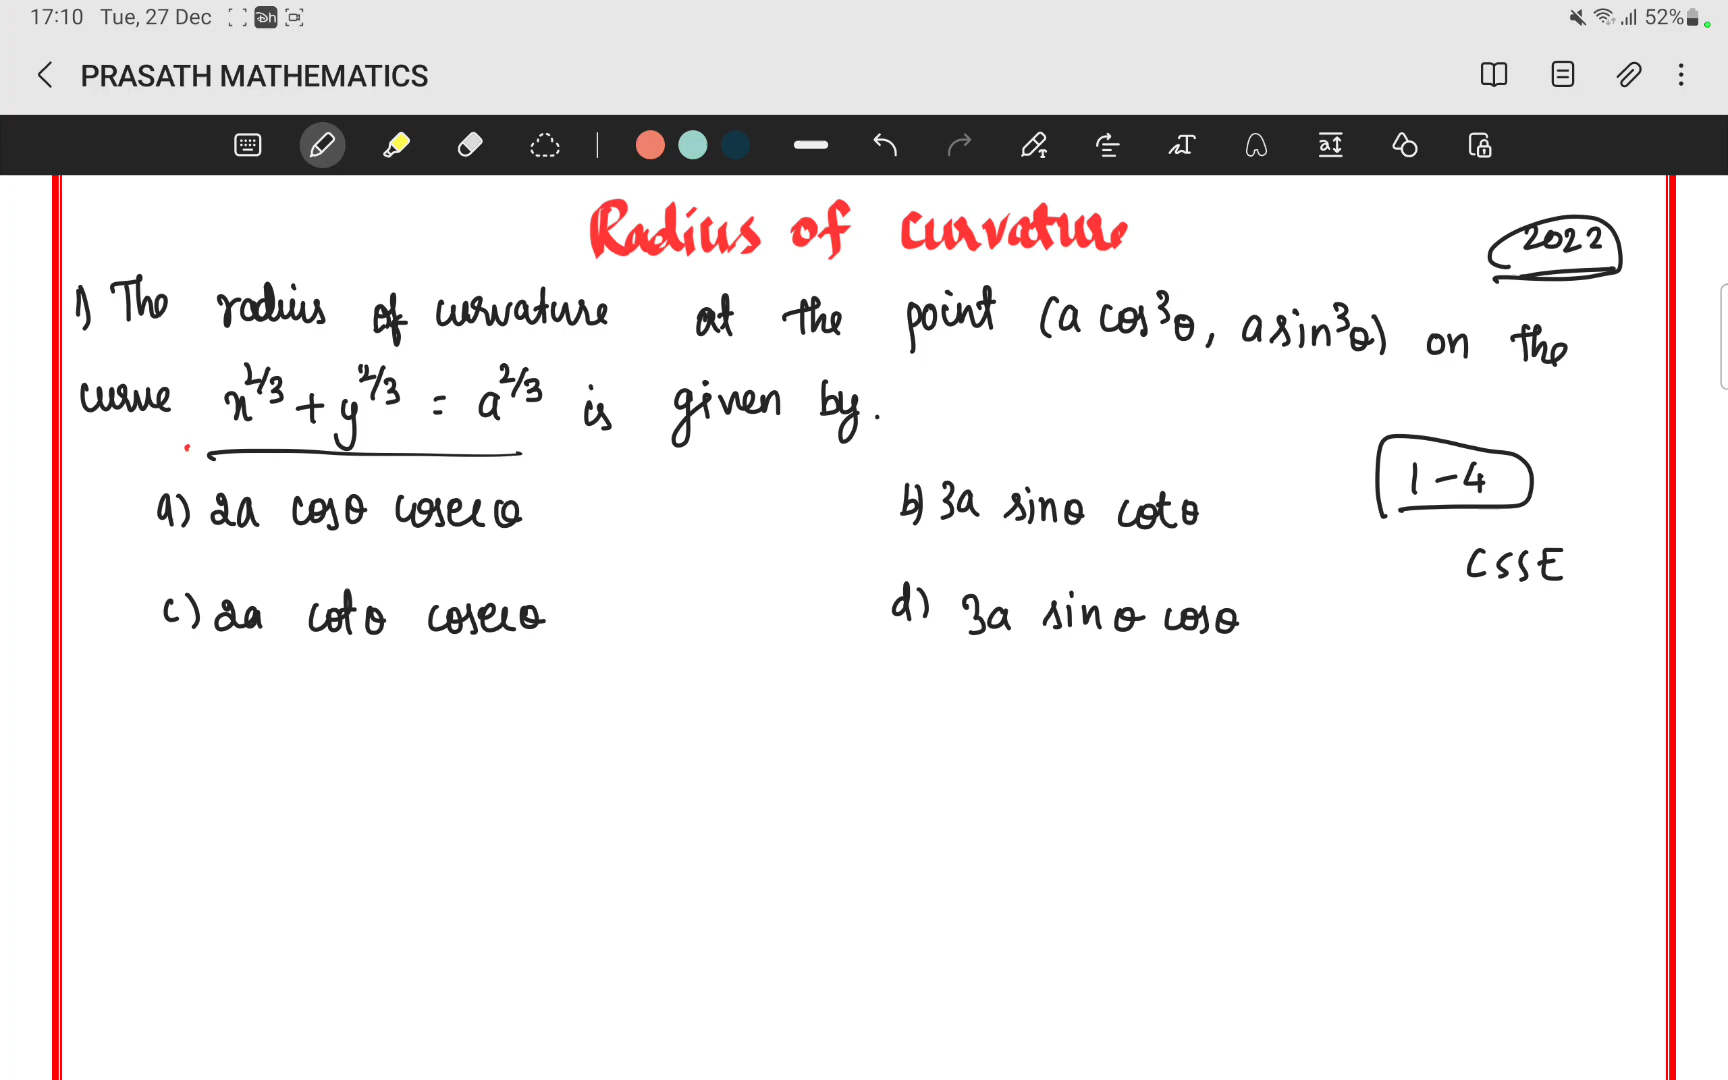 17:10 Tue, 27 Dec 52%
PRASATH MATHEMATICS
Radius of curvature
2022
1) The radius of curvature at the point (a cos³θ, a sin³θ) on the
curve x^2/3 + y^2/3 = a^2/3 is given by.
1-4
a) 2a cosθ cosecθ b) 3a sinθ cotθ
CSSE
c) 2a cotθ cosecθ d) 3a sinθ cosθ